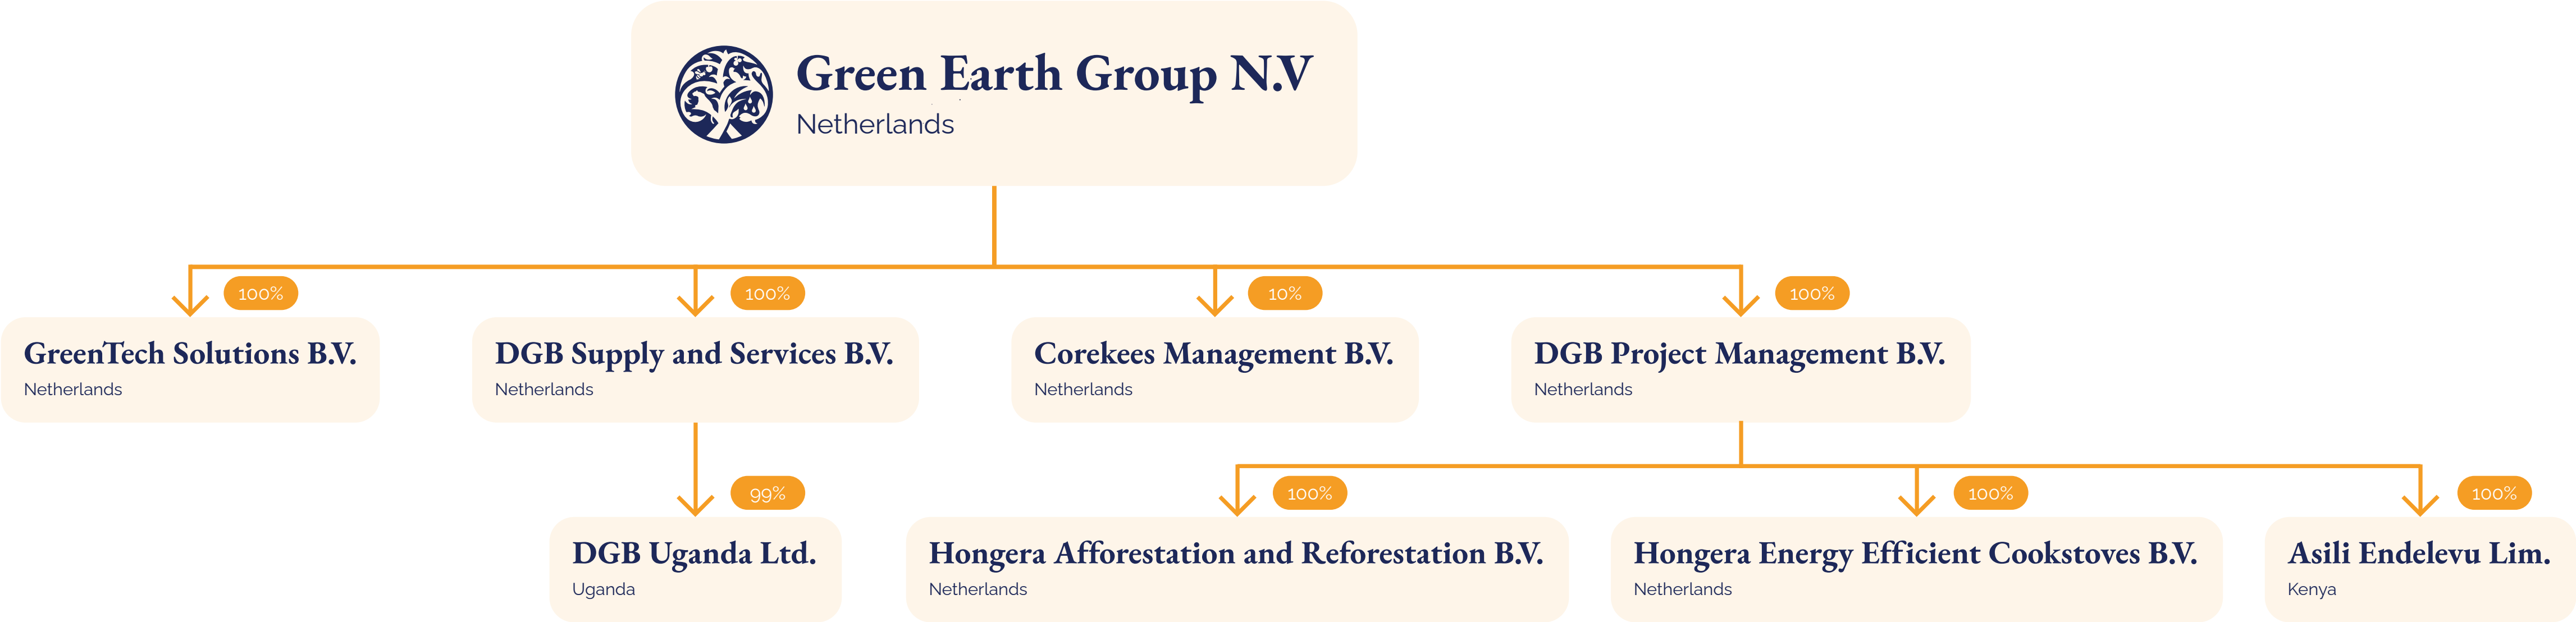 Green Earth Group N.V
Netherlands
100%
100%
10%
100%
GreenTech Solutions B.V.
Netherlands
DGB Supply and Services B.V.
Netherlands
Corekees Management B.V.
Netherlands
DGB Project Management B.V.
Netherlands
99%
100%
100%
100%
DGB Uganda Ltd.
Uganda
Hongera Afforestation and Reforestation B.V.
Netherlands
Hongera Energy Efficient Cookstoves B.V.
Netherlands
Asili Endelevu Lim.
Kenya